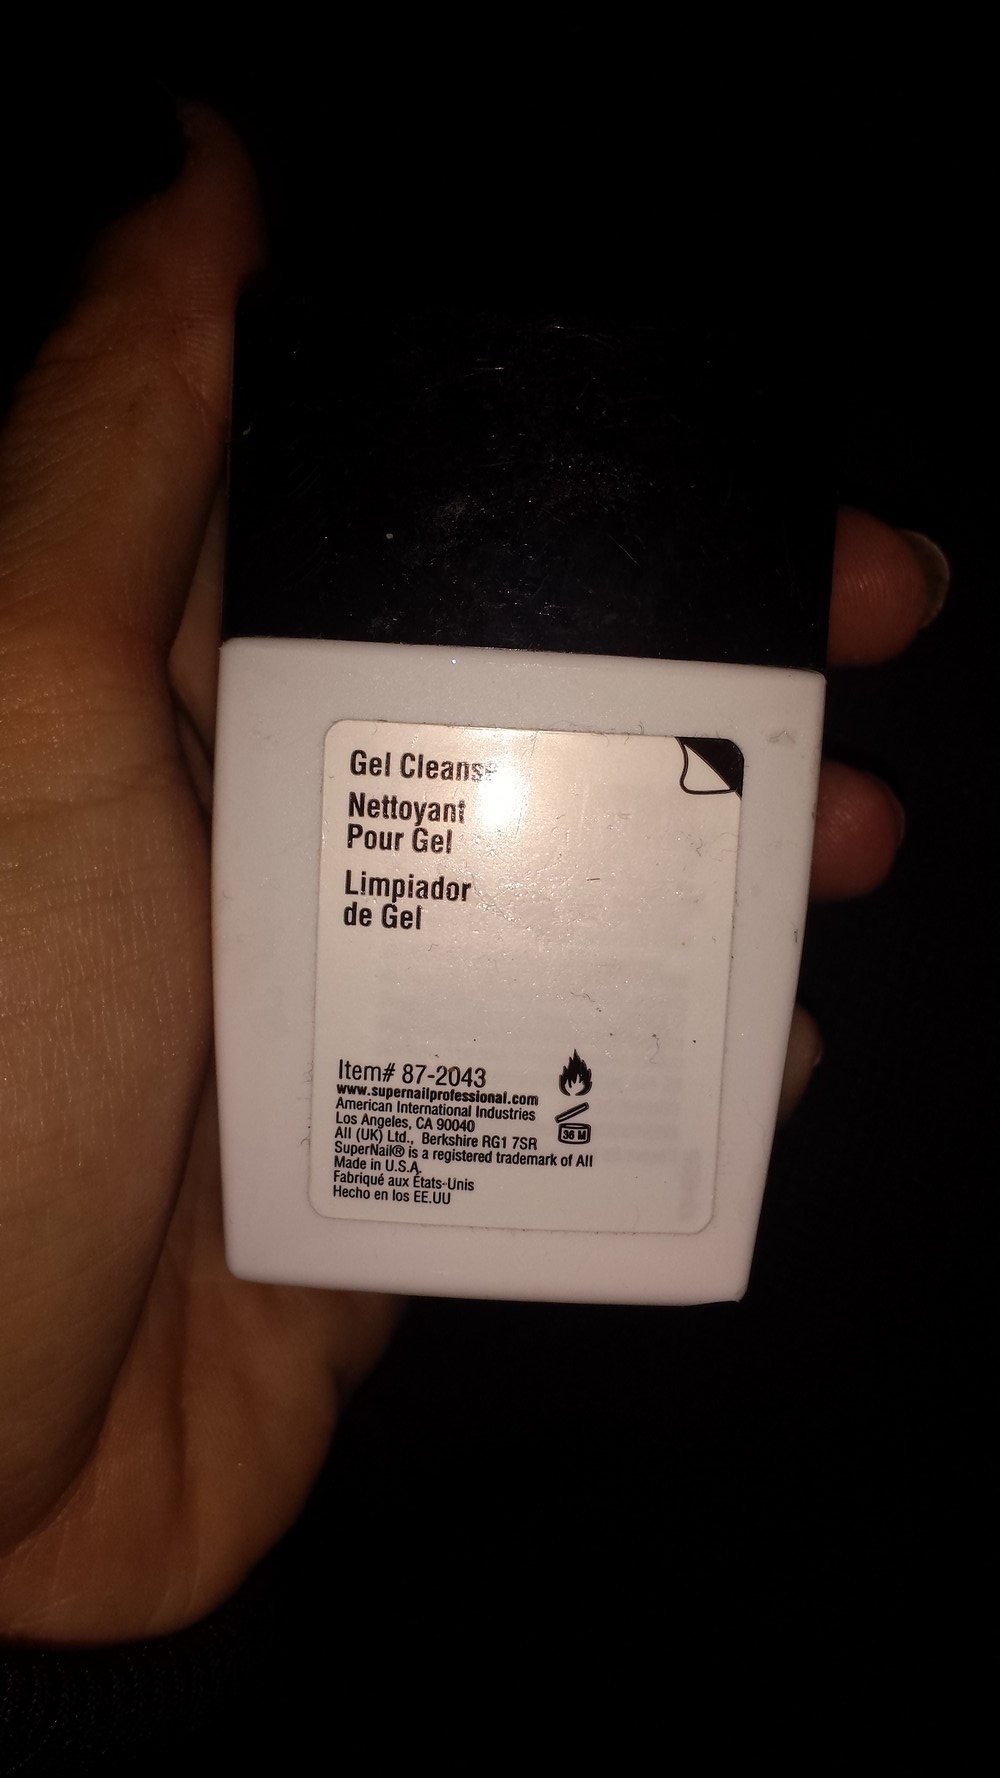 Gel Cleanse
Nettoyant
Pour Gel
Limpiador
de Gel
Item# 87-2043
www.supernailprofessional.com
American International Industries
Los Angeles, CA 90040
AII (UK) Ltd., Berkshire RG1 7SR
SuperNail® is a registered trademark of AII
Made in U.S.A.
Fabriqué aux États-Unis
Hecho en los EE.UU
36 M